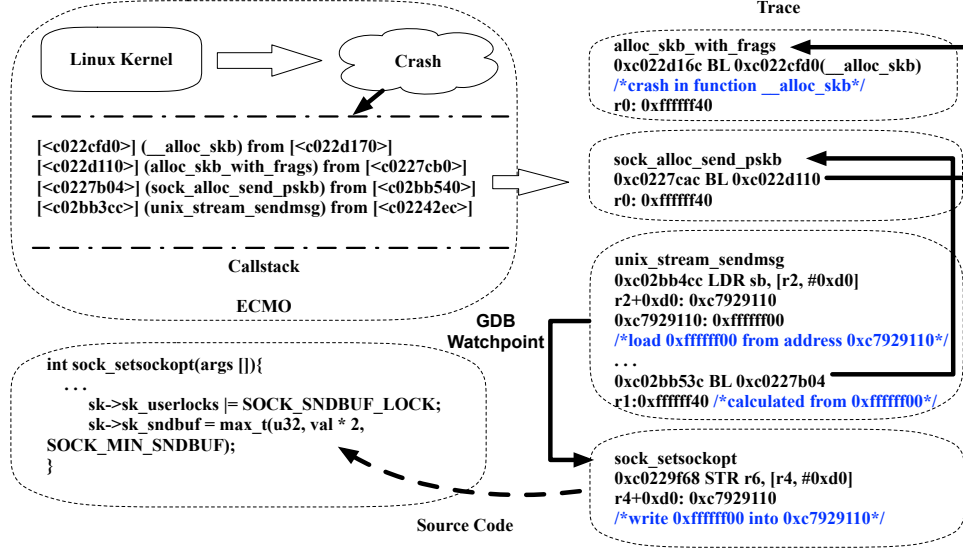 Linux Kernel
Crash
[<c022cfd0>] (__alloc_skb) from [<c022d170>]
[<c022d110>] (alloc_skb_with_frags) from [<c0227cb0>]
[<c0227b04>] (sock_alloc_send_pskb) from [<c02bb540>]
[<c02bb3cc>] (unix_stream_sendmsg) from [<c02242ec>]
Callstack
ECMO
int sock_setsockopt(args []){
. . .
sk->sk_userlocks |= SOCK_SNDBUF_LOCK;
sk->sk_sndbuf = max_t(u32, val * 2,
SOCK_MIN_SNDBUF);
}
Source Code
GDB
Watchpoint
Trace
alloc_skb_with_frags
0xc022d16c BL 0xc022cfd0(__alloc_skb)
/*crash in function __alloc_skb*/
r0: 0xffffff40
sock_alloc_send_pskb
0xc0227cac BL 0xc022d110
r0: 0xffffff40
unix_stream_sendmsg
0xc02bb4cc LDR sb, [r2, #0xd0]
r2+0xd0: 0xc7929110
0xc7929110: 0xffffff00
/*load 0xffffff00 from address 0xc7929110*/
. . .
0xc02bb53c BL 0xc0227b04
r1:0xffffff40 /*calculated from 0xffffff00*/
sock_setsockopt
0xc0229f68 STR r6, [r4, #0xd0]
r4+0xd0: 0xc7929110
/*write 0xffffff00 into 0xc7929110*/